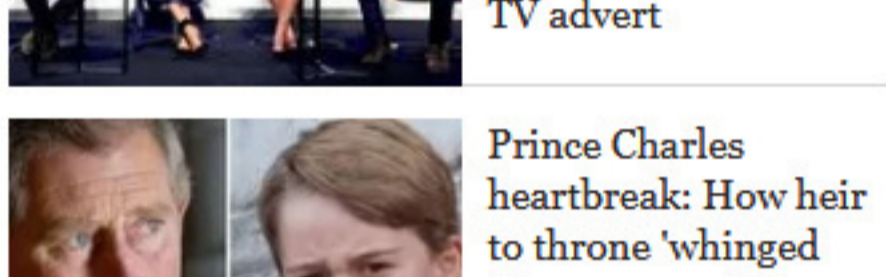 TV advert
Prince Charles
heartbreak: How heir
to throne 'whinged